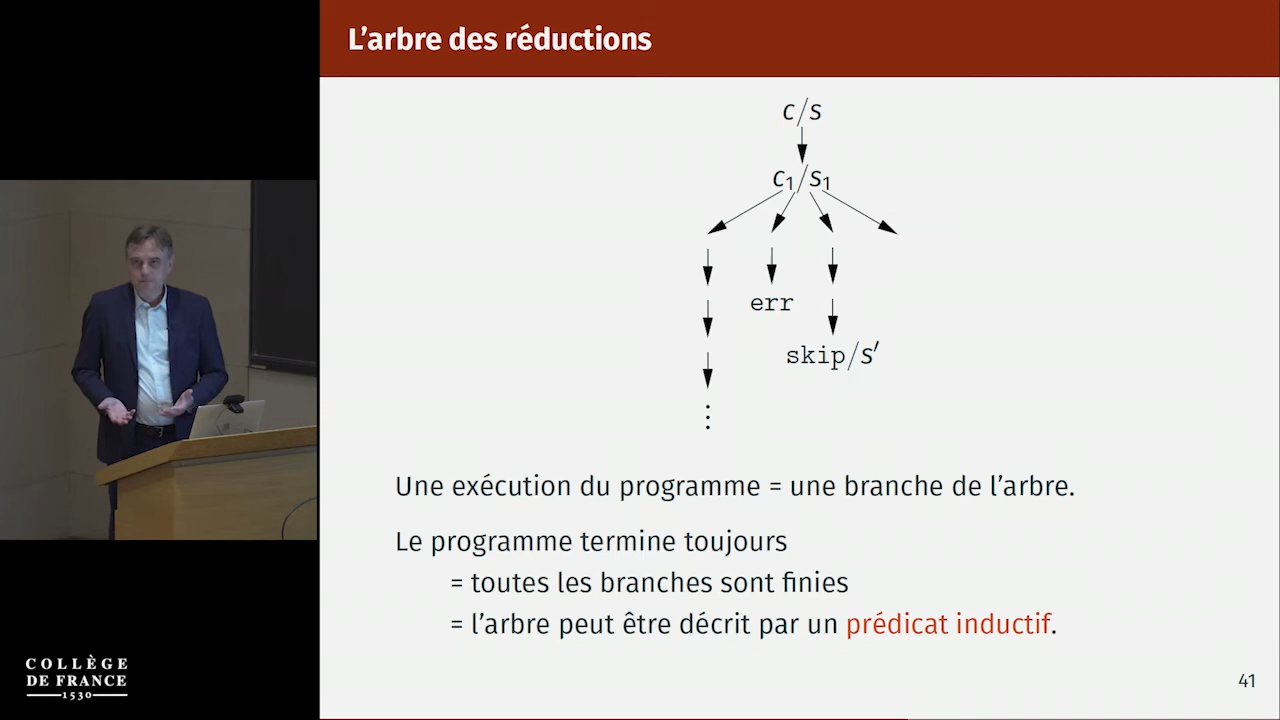 L'arbre des réductions
c/s
c₁/s₁
err
skip/s′
⋮
Une exécution du programme = une branche de l'arbre.
Le programme termine toujours
= toutes les branches sont finies
= l'arbre peut être décrit par un prédicat inductif.
COLLÈGE
DE FRANCE
1530
41